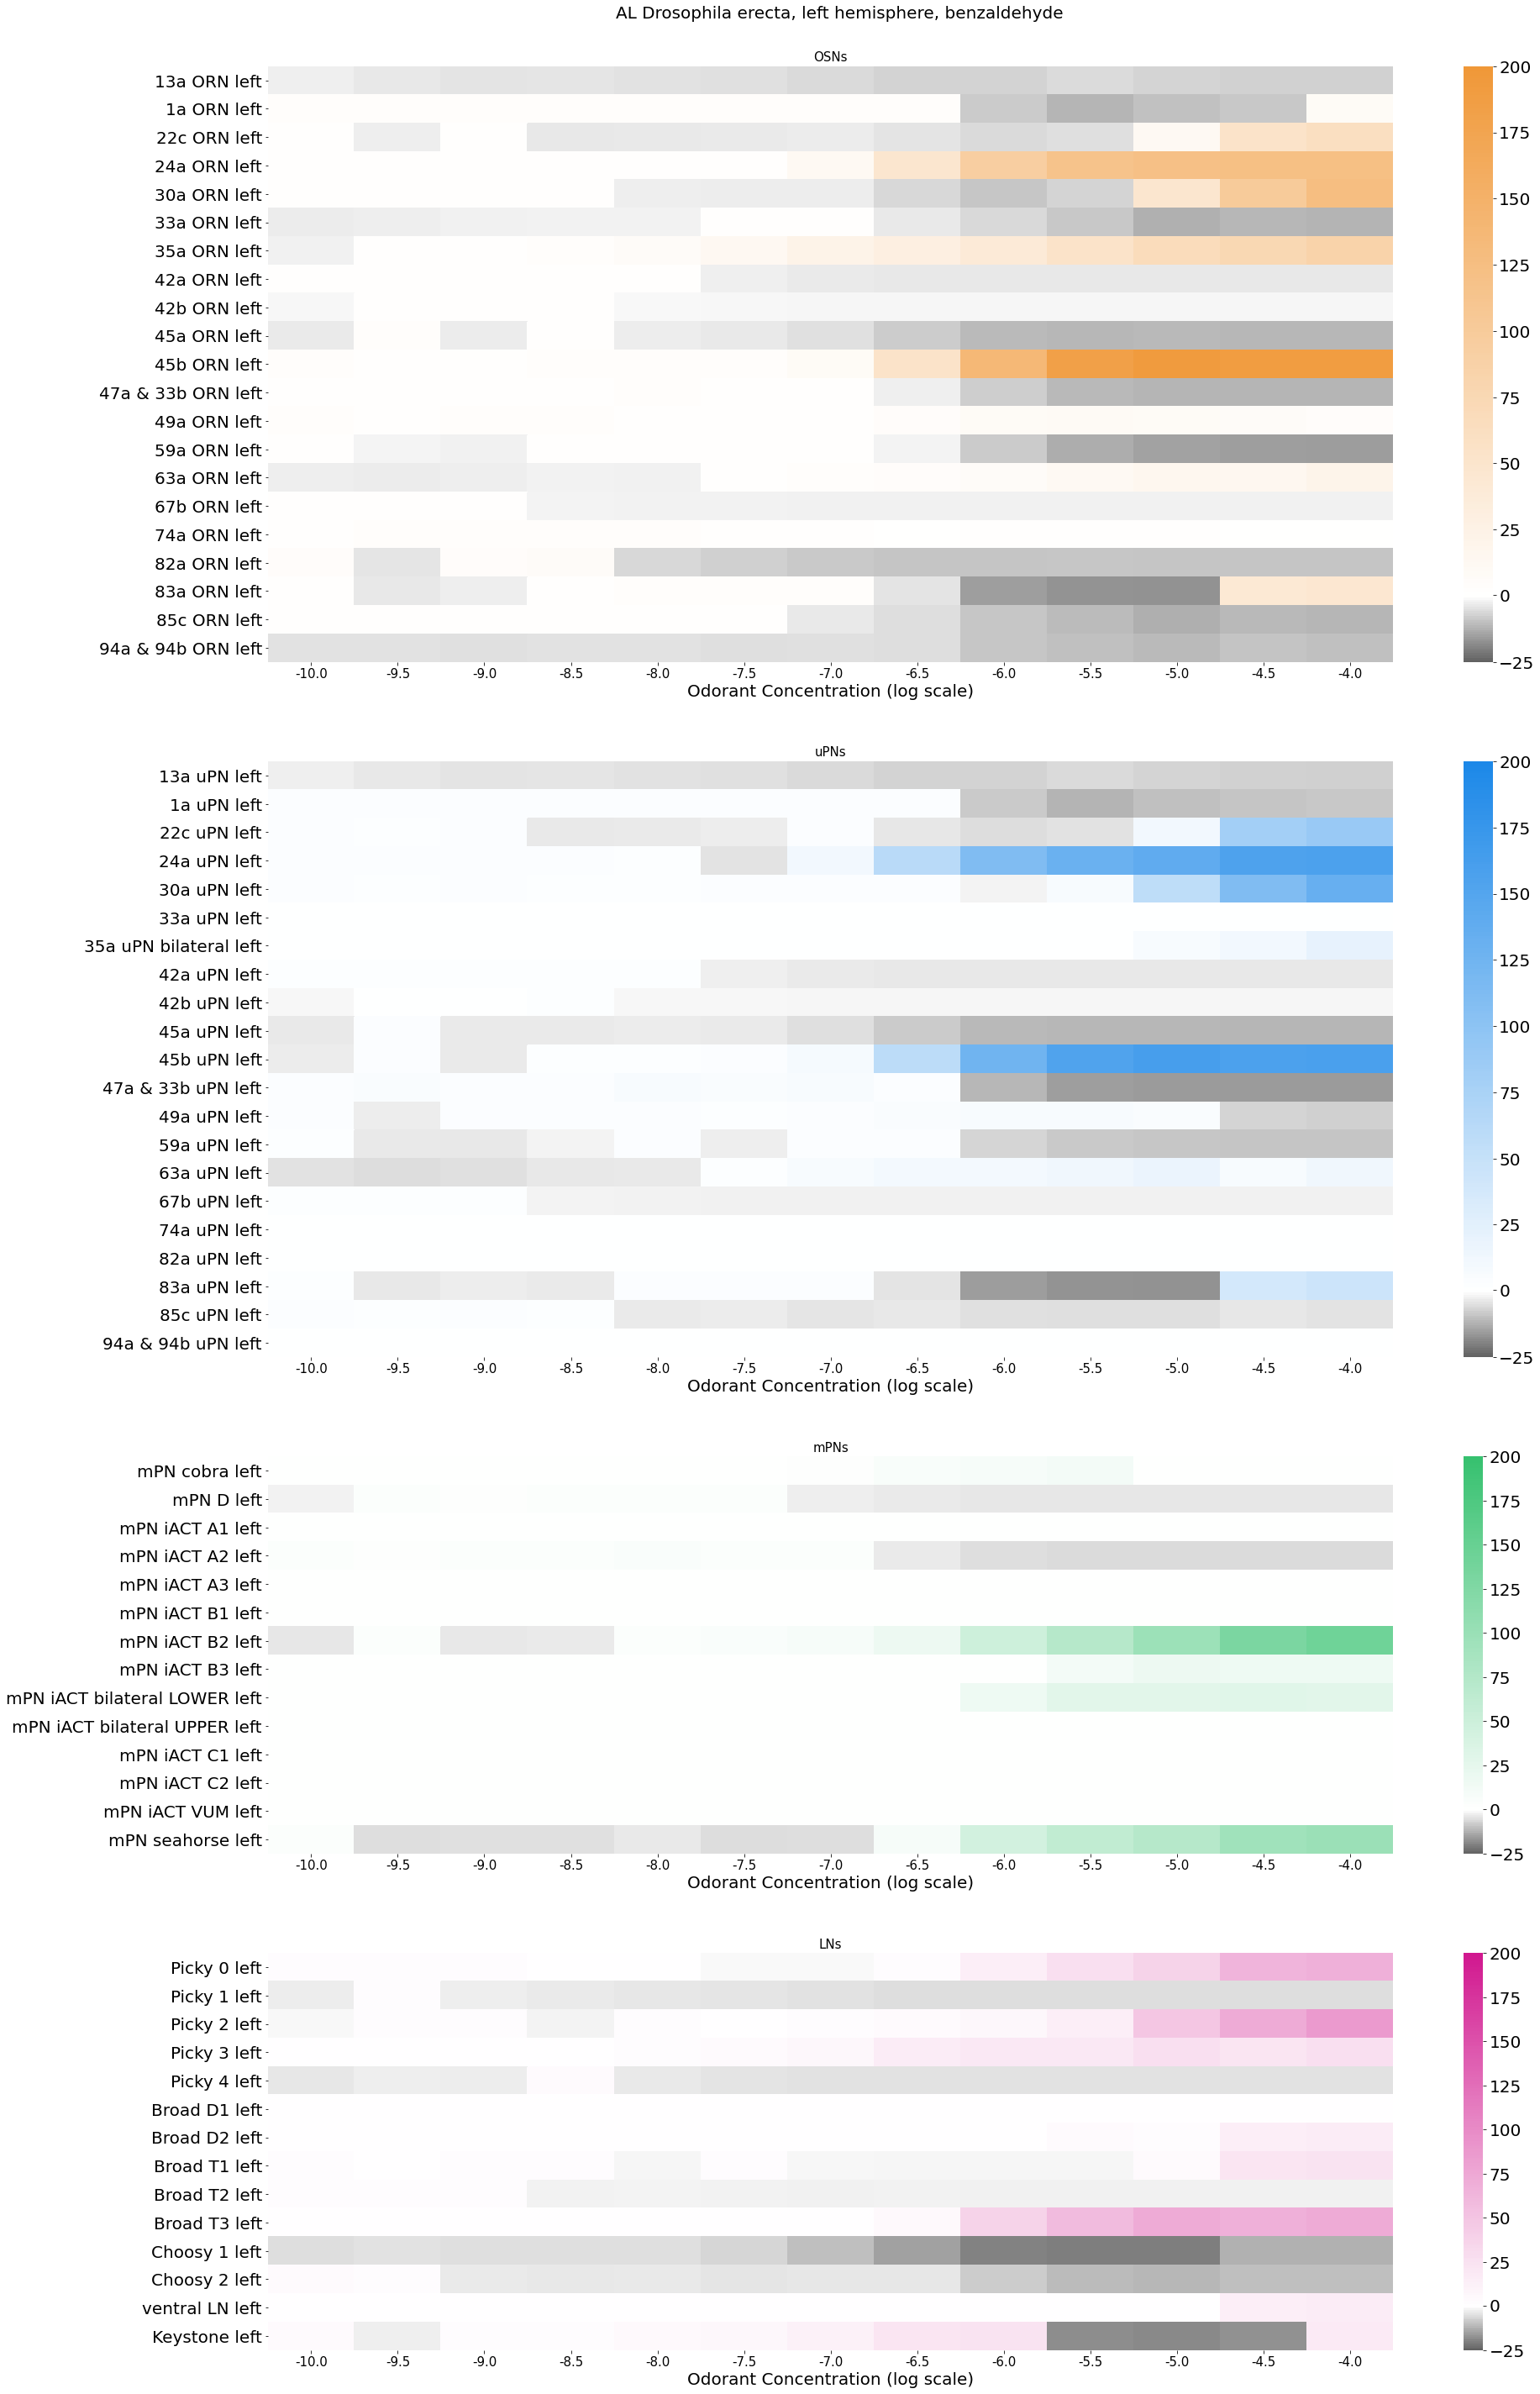 AL Drosophila erecta, left hemisphere, benzaldehyde
OSNs
13a ORN left
1a ORN left
22c ORN left
24a ORN left
30a ORN left
33a ORN left
35a ORN left
42a ORN left
42b ORN left
45a ORN left
45b ORN left
47a & 33b ORN left
49a ORN left
59a ORN left
63a ORN left
67b ORN left
74a ORN left
82a ORN left
83a ORN left
85c ORN left
94a & 94b ORN left
-10.0 -9.5 -9.0 -8.5 -8.0 -7.5 -7.0 -6.5 -6.0 -5.5 -5.0 -4.5 -4.0
Odorant Concentration (log scale)
200
175
150
125
100
75
50
25
0
−25
uPNs
13a uPN left
1a uPN left
22c uPN left
24a uPN left
30a uPN left
33a uPN left
35a uPN bilateral left
42a uPN left
42b uPN left
45a uPN left
45b uPN left
47a & 33b uPN left
49a uPN left
59a uPN left
63a uPN left
67b uPN left
74a uPN left
82a uPN left
83a uPN left
85c uPN left
94a & 94b uPN left
-10.0 -9.5 -9.0 -8.5 -8.0 -7.5 -7.0 -6.5 -6.0 -5.5 -5.0 -4.5 -4.0
Odorant Concentration (log scale)
200
175
150
125
100
75
50
25
0
−25
mPNs
mPN cobra left
mPN D left
mPN iACT A1 left
mPN iACT A2 left
mPN iACT A3 left
mPN iACT B1 left
mPN iACT B2 left
mPN iACT B3 left
mPN iACT bilateral LOWER left
mPN iACT bilateral UPPER left
mPN iACT C1 left
mPN iACT C2 left
mPN iACT VUM left
mPN seahorse left
-10.0 -9.5 -9.0 -8.5 -8.0 -7.5 -7.0 -6.5 -6.0 -5.5 -5.0 -4.5 -4.0
Odorant Concentration (log scale)
200
175
150
125
100
75
50
25
0
−25
LNs
Picky 0 left
Picky 1 left
Picky 2 left
Picky 3 left
Picky 4 left
Broad D1 left
Broad D2 left
Broad T1 left
Broad T2 left
Broad T3 left
Choosy 1 left
Choosy 2 left
ventral LN left
Keystone left
-10.0 -9.5 -9.0 -8.5 -8.0 -7.5 -7.0 -6.5 -6.0 -5.5 -5.0 -4.5 -4.0
Odorant Concentration (log scale)
200
175
150
125
100
75
50
25
0
−25